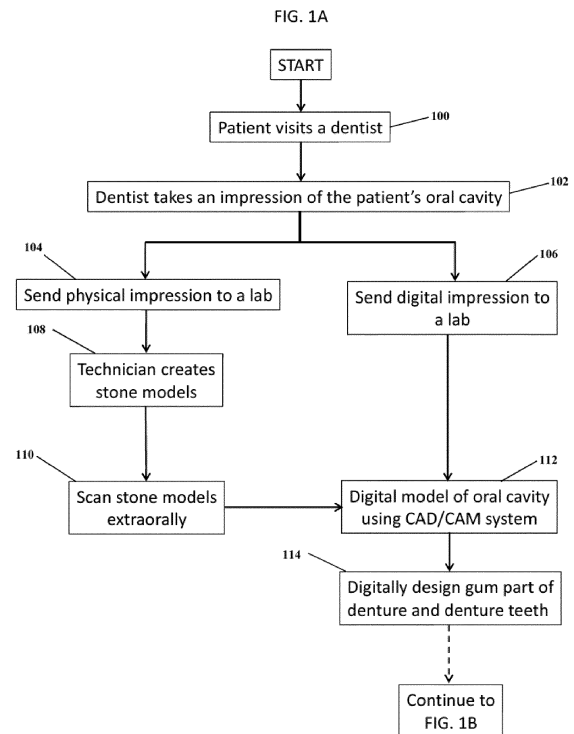 FIG. 1A
START
100
Patient visits a dentist
102
Dentist takes an impression of the patient's oral cavity
104
Send physical impression to a lab
106
Send digital impression to
a lab
108
Technician creates
stone models
110
Scan stone models
extraorally
112
Digital model of oral cavity
using CAD/CAM system
114
Digitally design gum part of
denture and denture teeth
Continue to
FIG. 1B